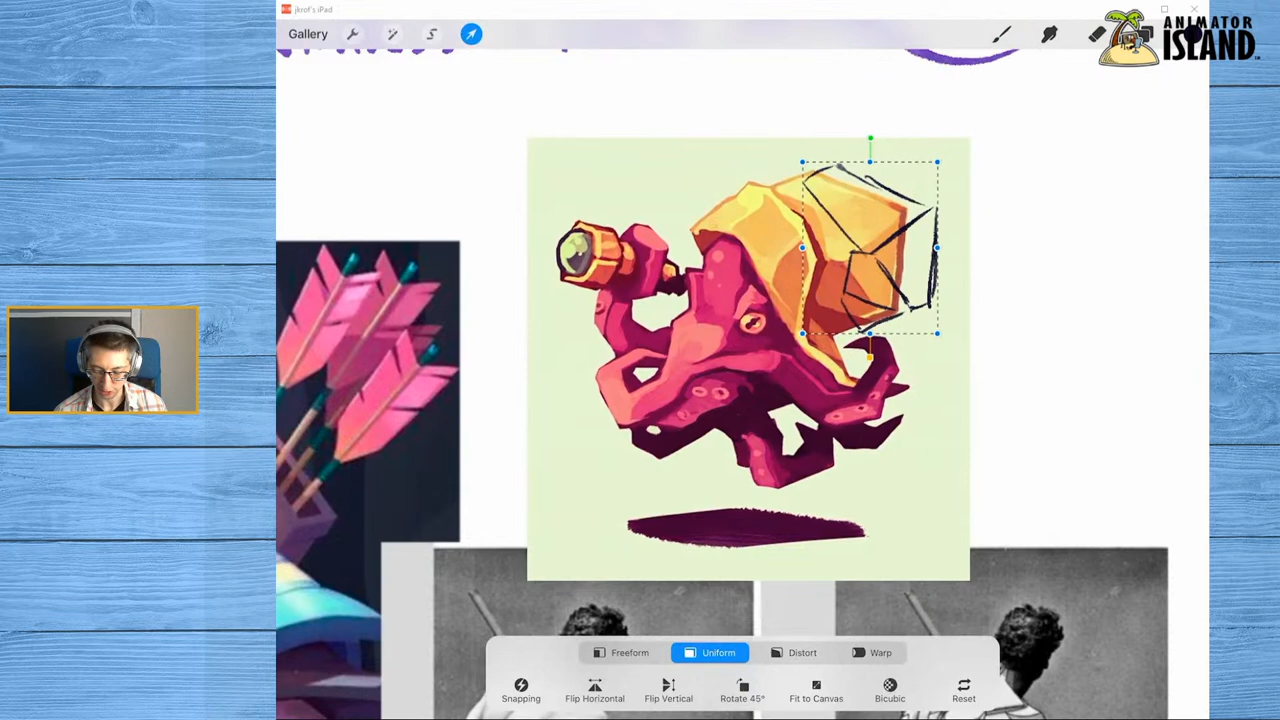 jkrof's iPad
Gallery
ANIMATOR
ISLAND
Freeform
Uniform
Distort
Warp
Snapping
Flip Horizontal
Flip Vertical
Rotate 45°
Fit to Canvas
Bicubic
Reset